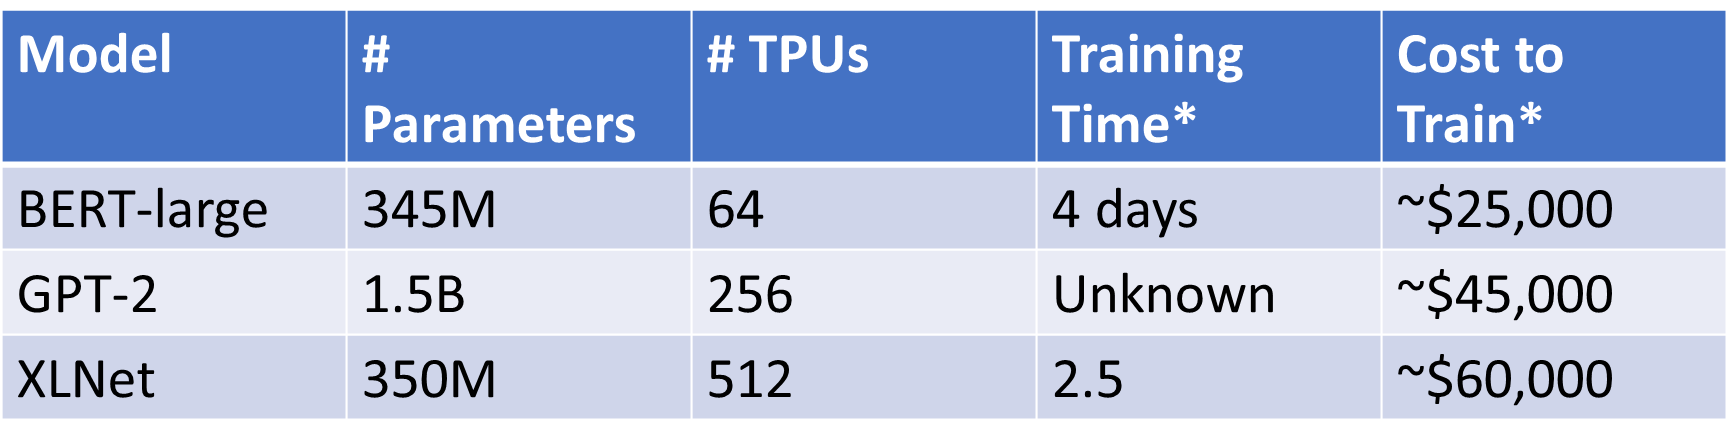 Model # Parameters # TPUs Training Time* Cost to Train*
BERT-large 345M 64 4 days ~$25,000
GPT-2 1.5B 256 Unknown ~$45,000
XLNet 350M 512 2.5 ~$60,000